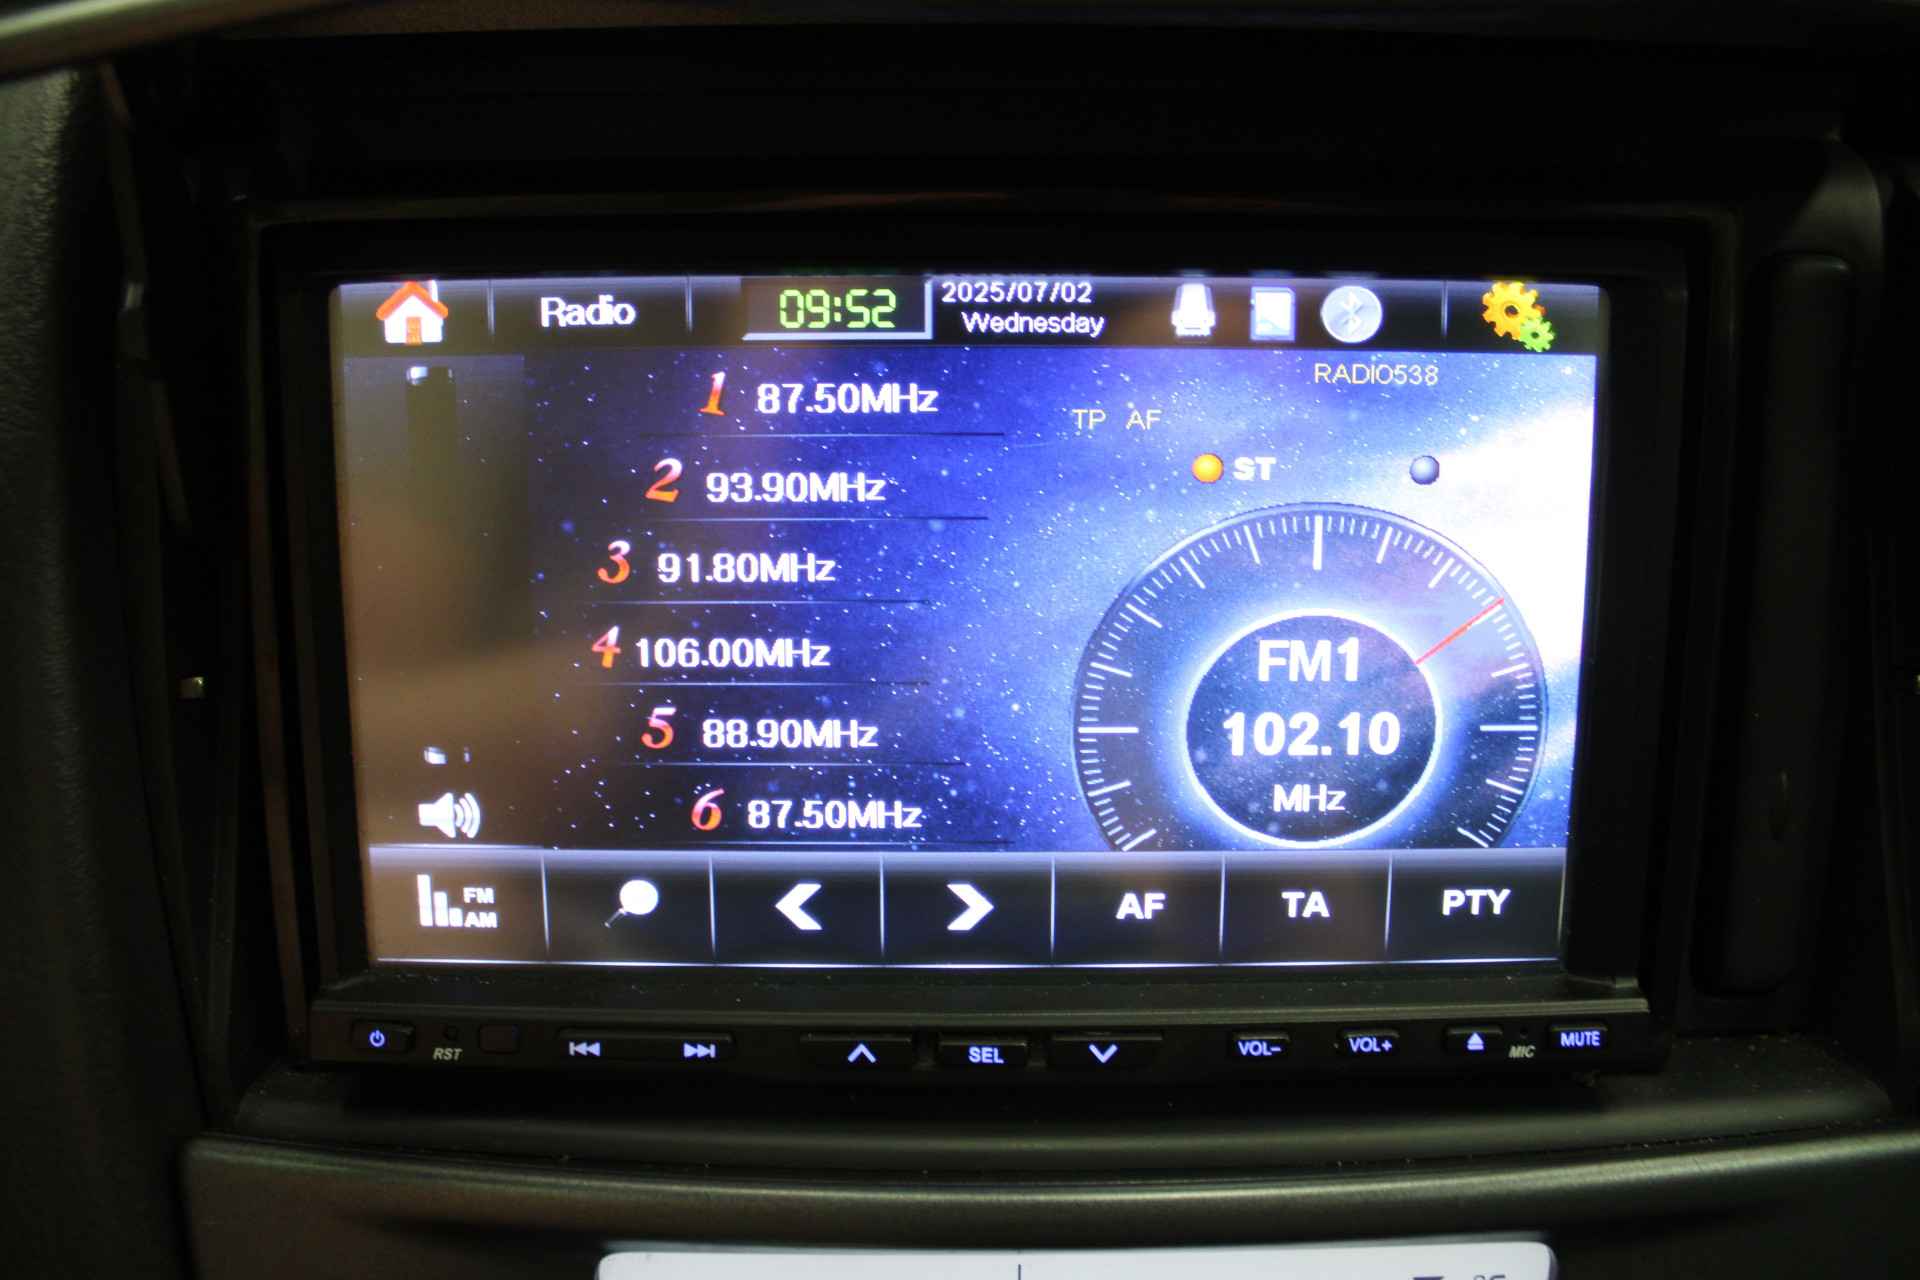 Radio
09:52
2025/07/02
Wednesday
RADIO538
TP AF
ST
1 87.50MHz
2 93.90MHz
3 91.80MHz
4 106.00MHz
5 88.90MHz
6 87.50MHz
FM1
102.10
MHz
FM
AM
AF
TA
PTY
RST
SEL
VOL-
VOL+
MIC
MUTE